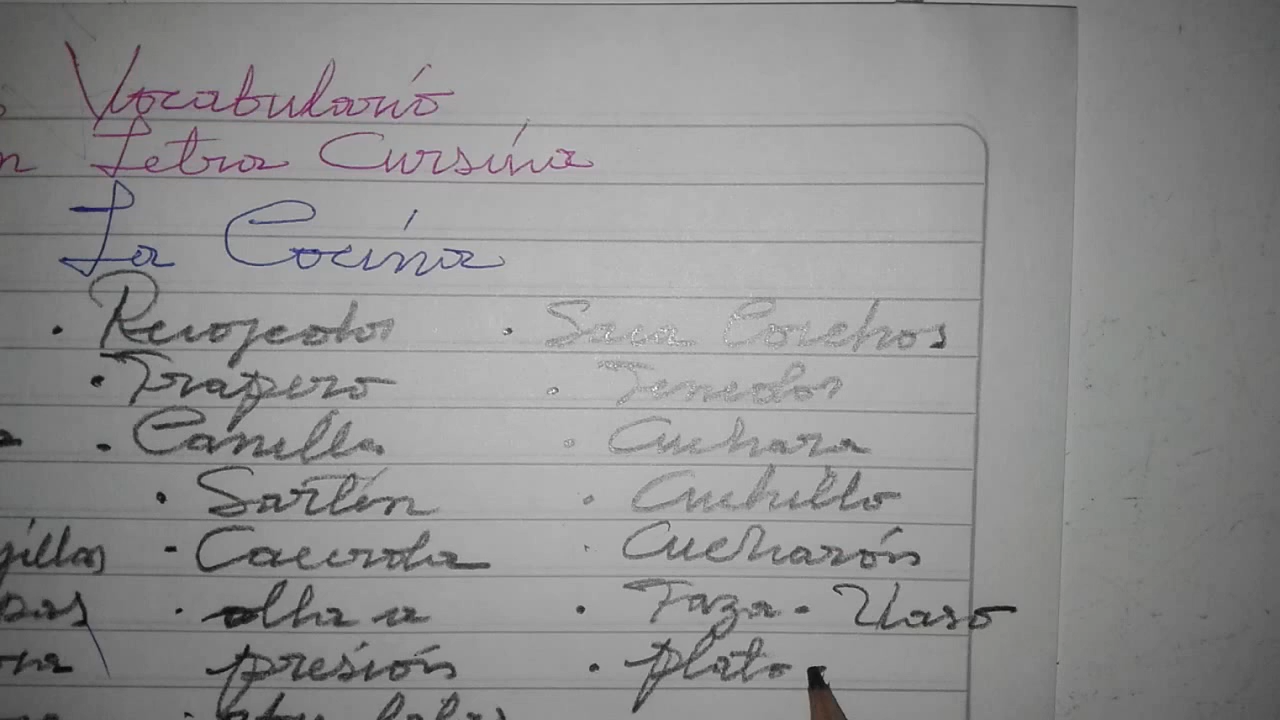 Vocabulario
Letra Cursiva
La Cocina
. Recogedor . Saca Corchos
. Trapero . Tenedor
. Canilla . Cuchara
. Sartén . Cuchillo
. Cacerola . Cucharón
. olla a . Taza . Vaso
presión . plato